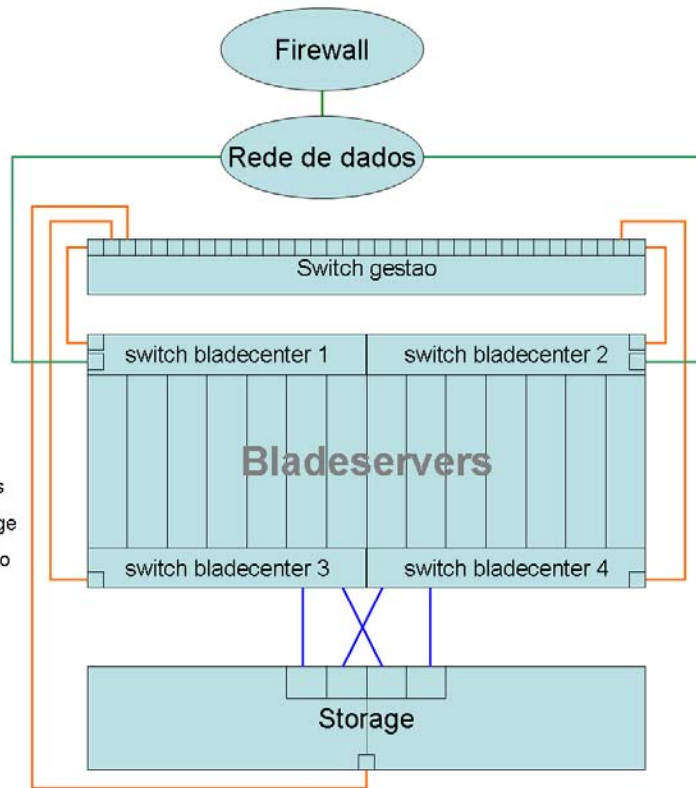 Firewall
Rede de dados
Switch gestao
switch bladecenter 1
switch bladecenter 2
Bladeservers
switch bladecenter 3
switch bladecenter 4
Storage